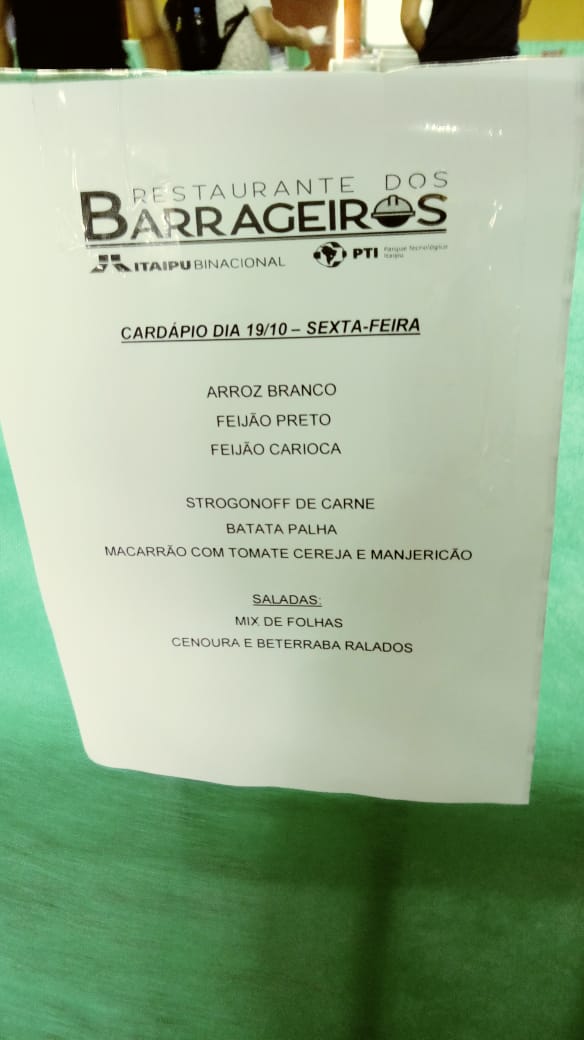 RESTAURANTE DOS
BARRAGEIROS
ITAIPU BINACIONAL
PTI Parque Tecnológico
Itaipu
CARDÁPIO DIA 19/10 – SEXTA-FEIRA
ARROZ BRANCO
FEIJÃO PRETO
FEIJÃO CARIOCA
STROGONOFF DE CARNE
BATATA PALHA
MACARRÃO COM TOMATE CEREJA E MANJERICÃO
SALADAS:
MIX DE FOLHAS
CENOURA E BETERRABA RALADOS